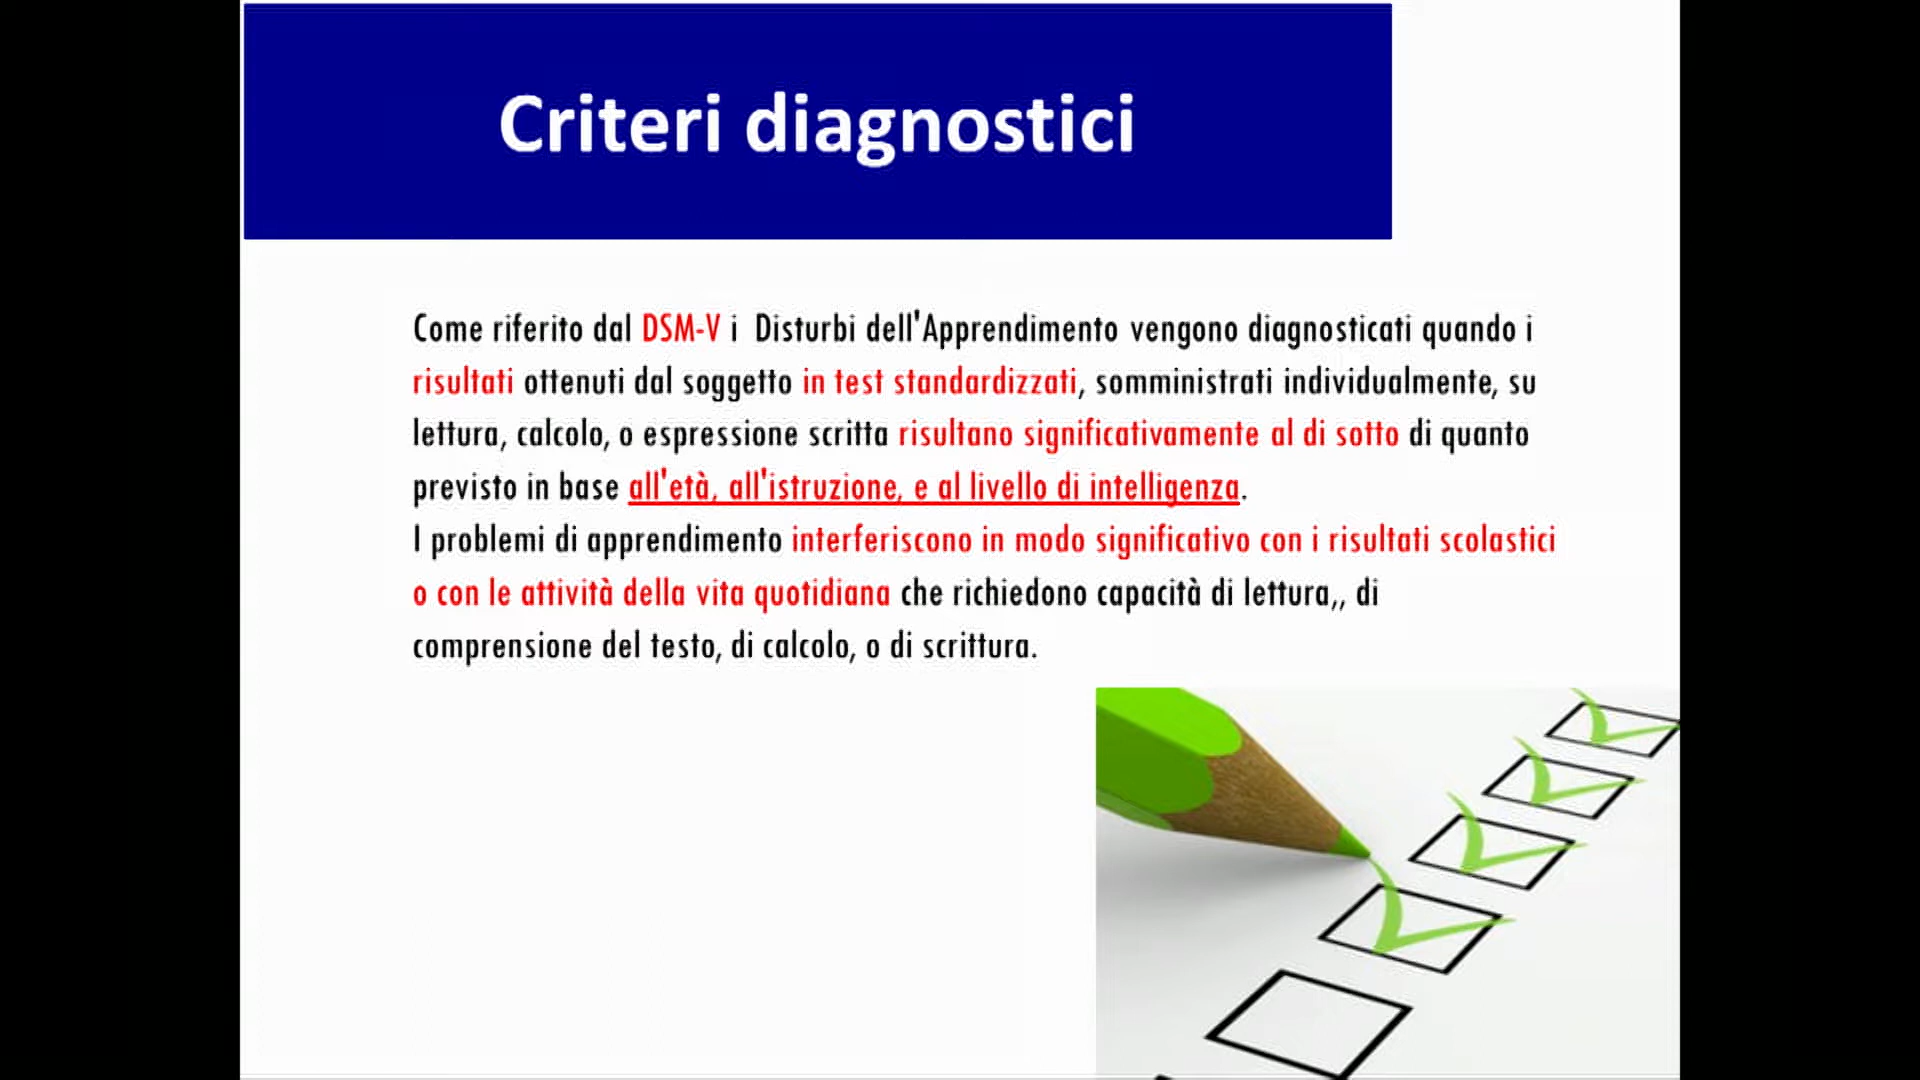 Criteri diagnostici
Come riferito dal DSM-V i  Disturbi dell'Apprendimento vengono diagnosticati quando i
risultati ottenuti dal soggetto in test standardizzati, somministrati individualmente, su
lettura, calcolo, o espressione scritta risultano significativamente al di sotto di quanto
previsto in base all'età, all'istruzione, e al livello di intelligenza.
I problemi di apprendimento interferiscono in modo significativo con i risultati scolastici
o con le attività della vita quotidiana che richiedono capacità di lettura,, di
comprensione del testo, di calcolo, o di scrittura.